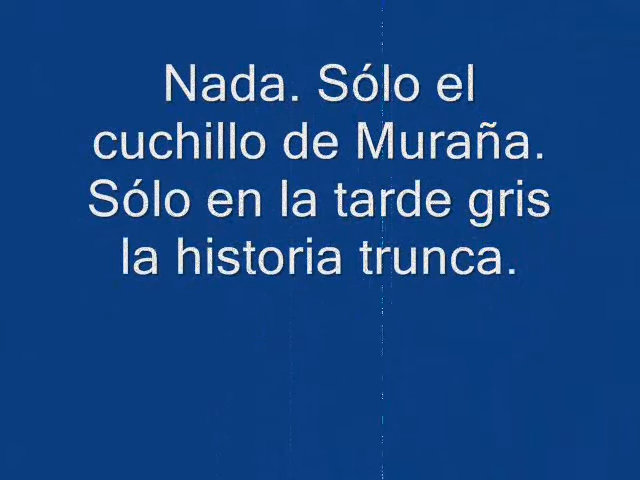 Nada. Sólo el
cuchillo de Muraña.
Sólo en la tarde gris
la historia trunca.